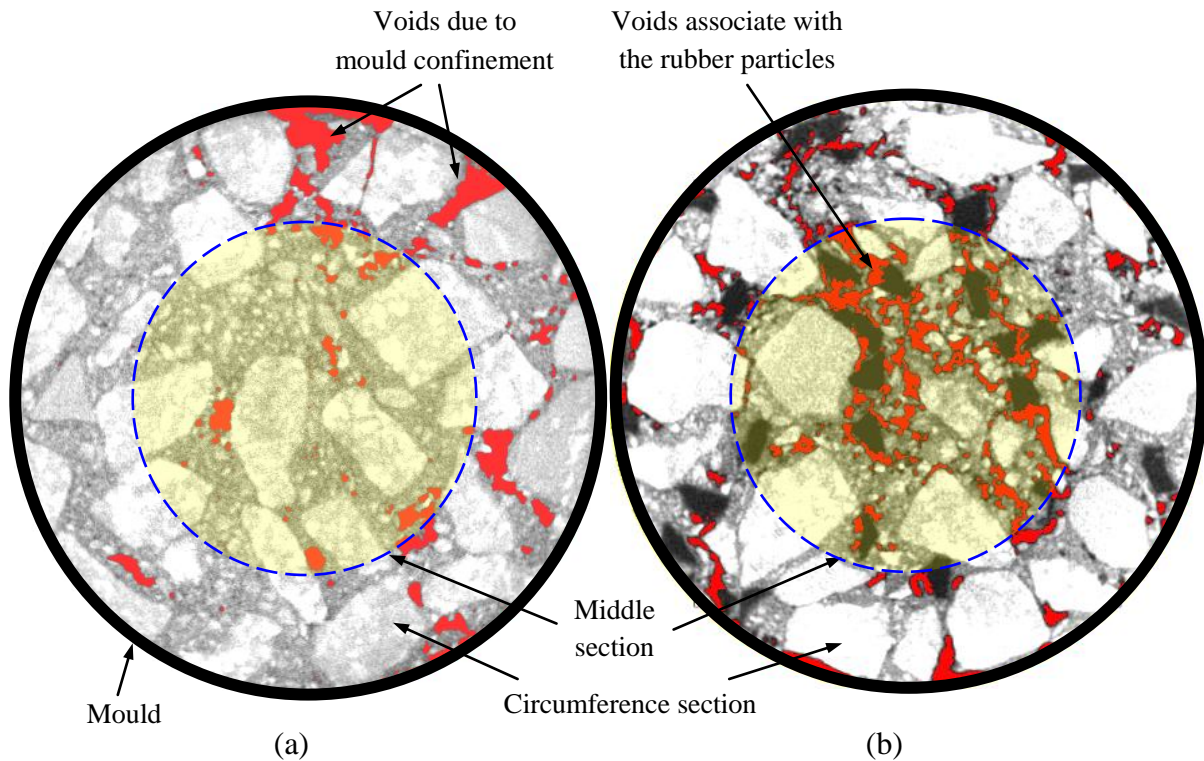 Voids due to
mould confinement
Voids associate with
the rubber particles
Middle
section
Circumference section
Mould
(a)
(b)